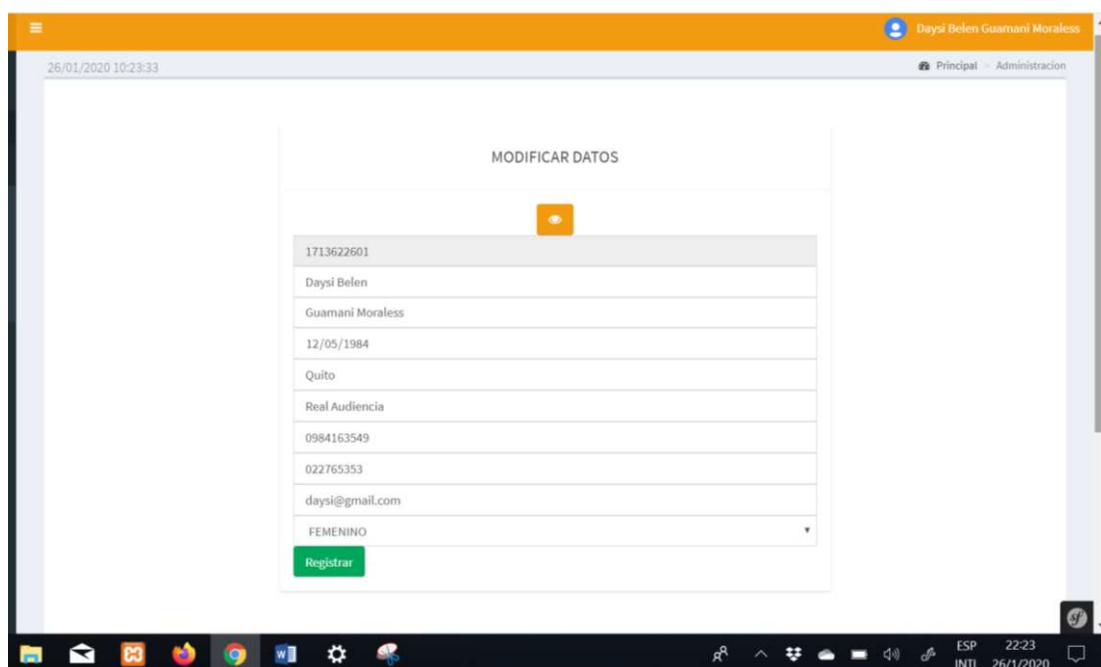 Daysi Belen Guamani Moraless
26/01/2020 10:23:33
Principal > Administracion
MODIFICAR DATOS
1713622601
Daysi Belen
Guamani Moraless
12/05/1984
Quito
Real Audiencia
0984163549
022765353
daysi@gmail.com
FEMENINO
Registrar
sf
ESP
INTL
22:23
26/1/2020